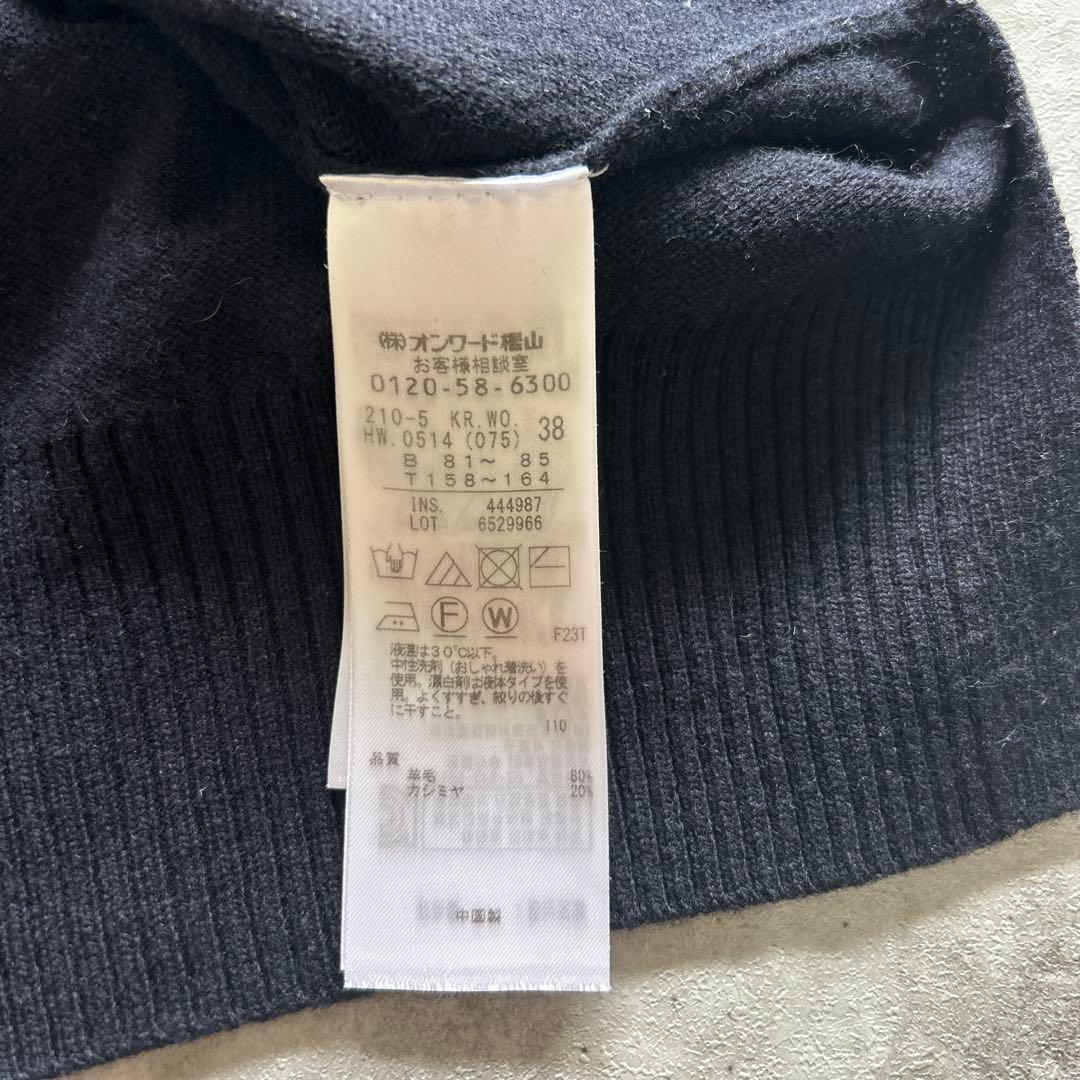 (株)オンワード樫山
お客様相談室
0120-58-6300
210-5 KR.WO. 38
HW.0514 (075)
B 81～ 85
T 158～164
INS. 444987
LOT 6529966
F W
F23T
液温は30℃以下。
中性洗剤（おしゃれ着洗い）を
使用。漂白剤は液体タイプを使
用。よくすすぎ、絞りの後すぐ
に干すこと。
110
品質
羊毛 80%
カシミヤ 20%